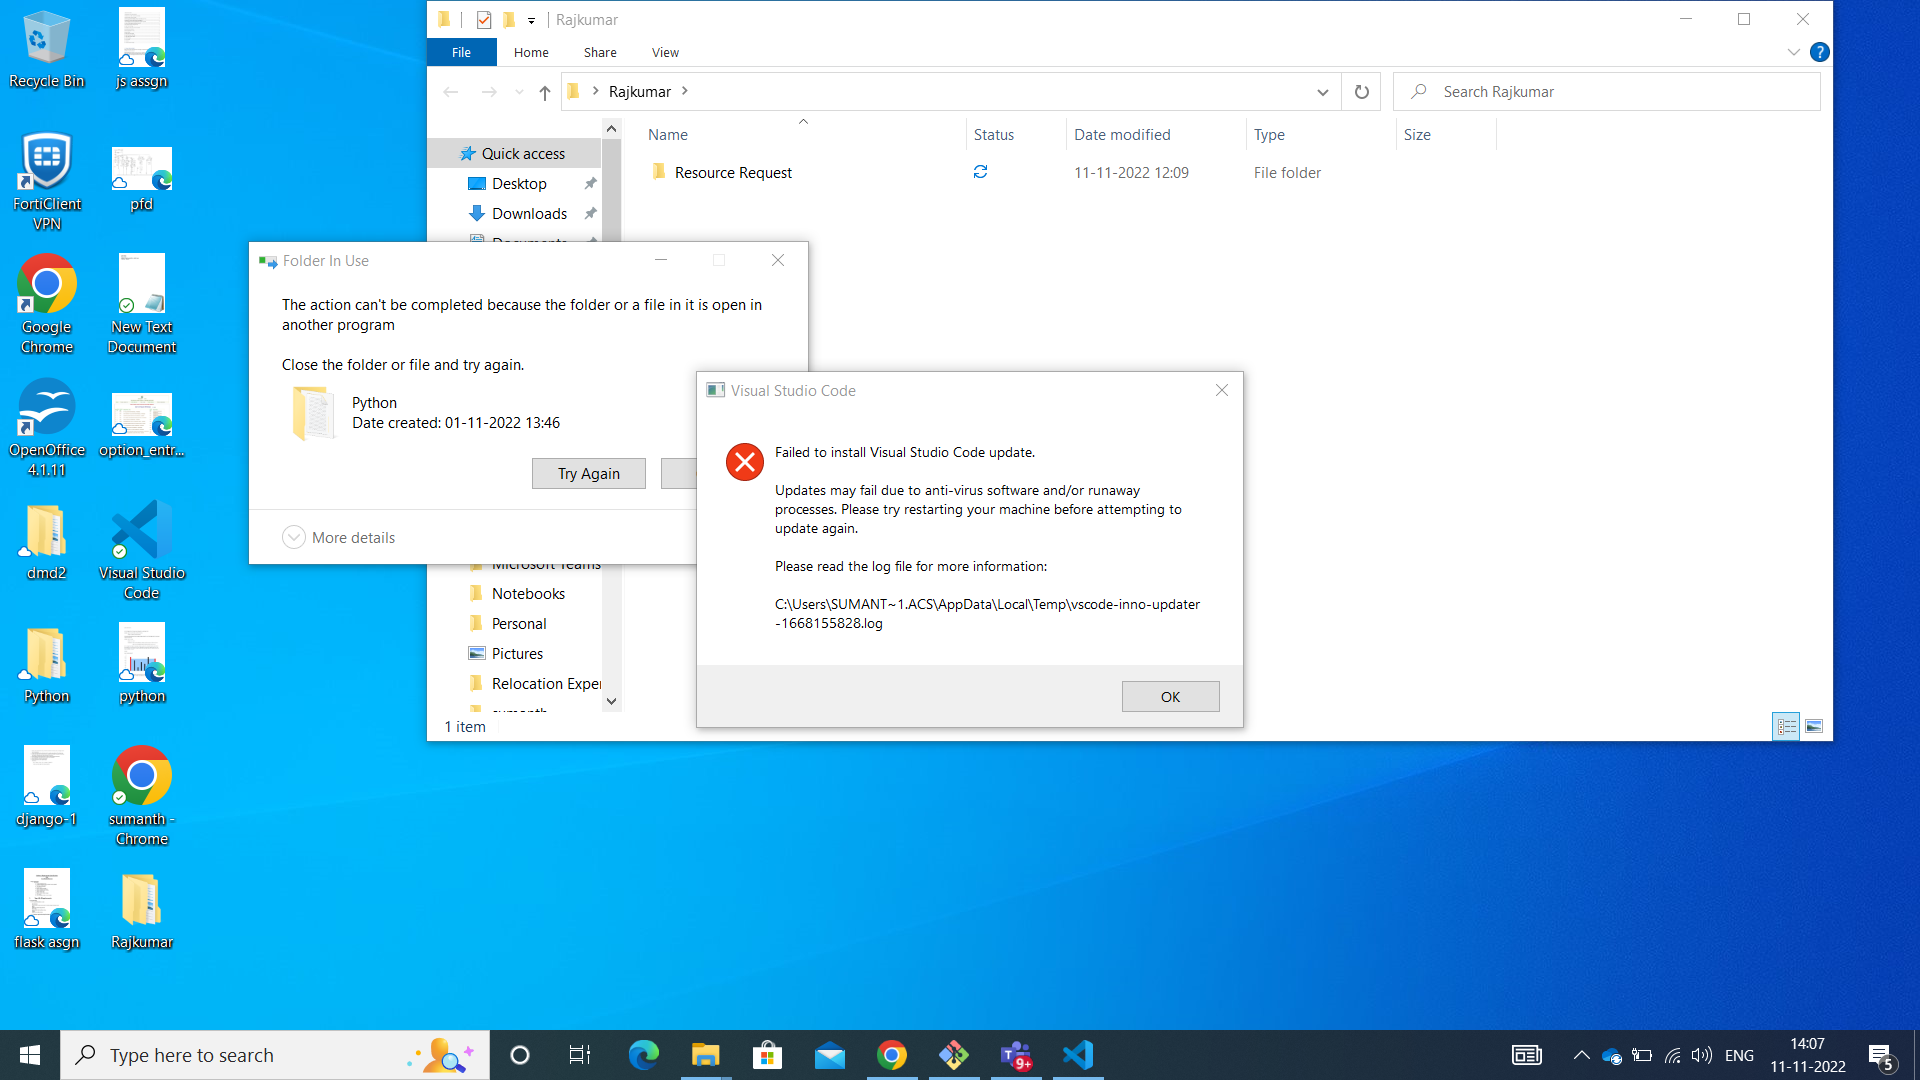 Recycle Bin
js assgn
FortiClient
VPN
pfd
Google
Chrome
New Text
Document
OpenOffice
4.1.11
option_entr...
dmd2
Visual Studio
Code
Python
python
django-1
sumanth -
Chrome
flask asgn
Rajkumar
Rajkumar
File
Home
Share
View
Rajkumar
Search Rajkumar
Name
Status
Date modified
Type
Size
Quick access
Resource Request
11-11-2022 12:09
File folder
Desktop
Downloads
Documents
Microsoft Teams
Notebooks
Personal
Pictures
Relocation Exper
sumanth
1 item
Folder In Use
The action can't be completed because the folder or a file in it is open in
another program
Close the folder or file and try again.
Python
Date created: 01-11-2022 13:46
Try Again
More details
Visual Studio Code
Failed to install Visual Studio Code update.
Updates may fail due to anti-virus software and/or runaway
processes. Please try restarting your machine before attempting to
update again.
Please read the log file for more information:
C:\Users\SUMANT~1.ACS\AppData\Local\Temp\vscode-inno-updater
-1668155828.log
OK
Type here to search
9+
ENG
14:07
11-11-2022
5